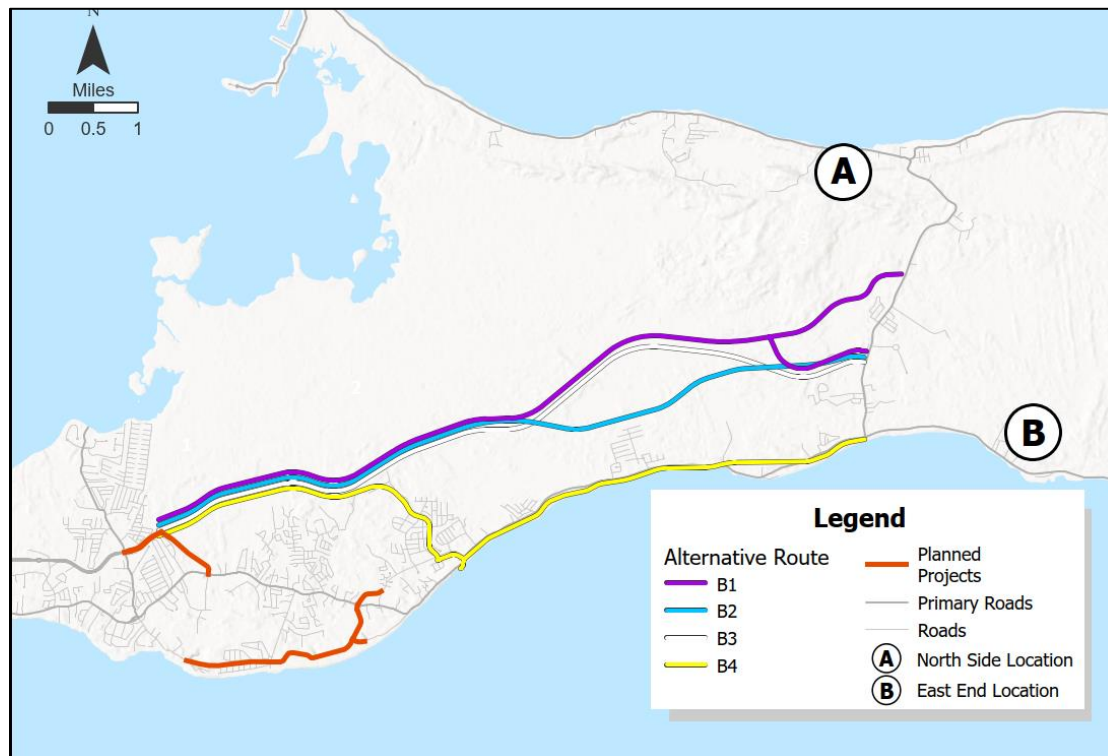 N
Miles
0 0.5 1
A
B
Legend
Alternative Route
B1
B2
B3
B4
Planned
Projects
Primary Roads
Roads
A North Side Location
B East End Location